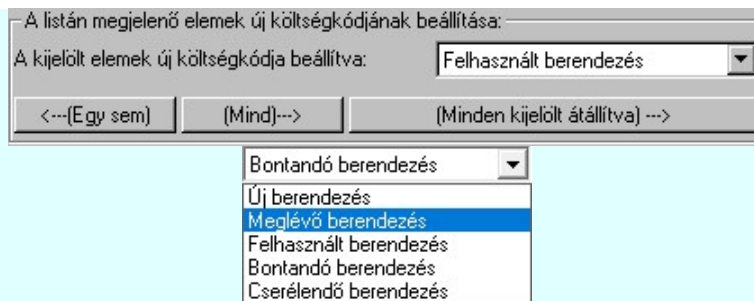 A listán megjelenő elemek új költségkódjának beállítása:
A kijelölt elemek új költségkódja beállítva: Felhasznált berendezés
<---(Egy sem) (Mind)---> (Minden kijelölt átállítva) --->
Bontandó berendezés
Új berendezés
Meglévő berendezés
Felhasznált berendezés
Bontandó berendezés
Cserélendő berendezés